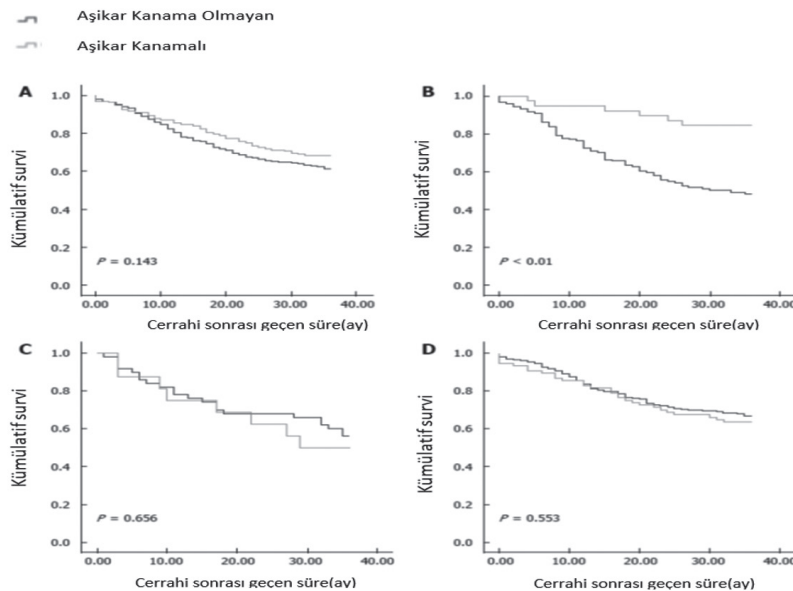 Aşikar Kanama Olmayan
Aşikar Kanamalı
A
1.0
0.8
0.6
0.4
0.2
0.0
Kümülatif survi
P = 0.143
0.00 10.00 20.00 30.00 40.00
Cerrahi sonrası geçen süre(ay)
B
1.0
0.8
0.6
0.4
0.2
0.0
Kümülatif survi
P < 0.01
0.00 10.00 20.00 30.00 40.00
Cerrahi sonrası geçen süre(ay)
C
1.0
0.8
0.6
0.4
0.2
0.0
Kümülatif survi
P = 0.656
0.00 10.00 20.00 30.00 40.00
Cerrahi sonrası geçen süre(ay)
D
1.0
0.8
0.6
0.4
0.2
0.0
Kümülatif survi
P = 0.553
0.00 10.00 20.00 30.00 40.00
Cerrahi sonrası geçen süre(ay)